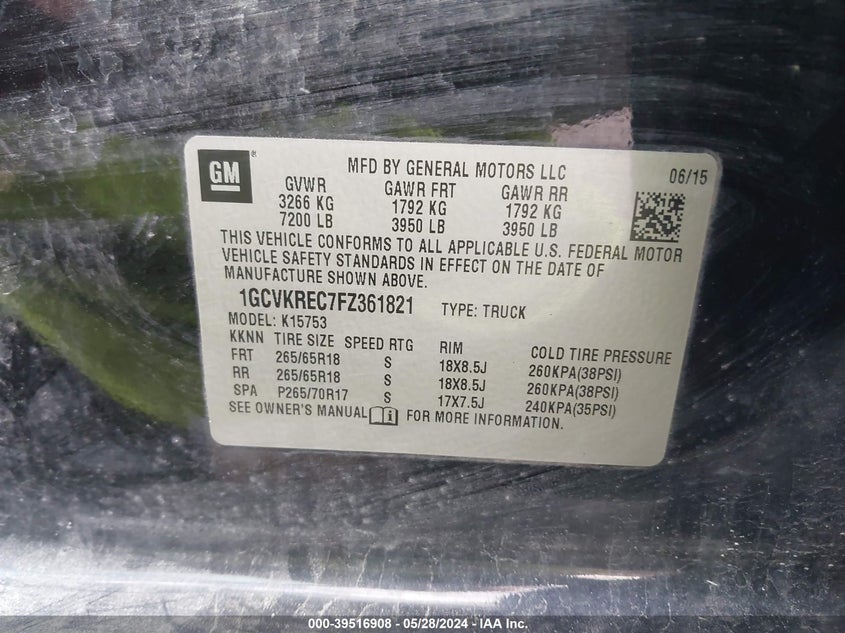 GM ®
MFD BY GENERAL MOTORS LLC 06/15
GVWR GAWR FRT GAWR RR
3266 KG 1792 KG 1792 KG
7200 LB 3950 LB 3950 LB
THIS VEHICLE CONFORMS TO ALL APPLICABLE U.S. FEDERAL MOTOR
VEHICLE SAFETY STANDARDS IN EFFECT ON THE DATE OF
MANUFACTURE SHOWN ABOVE.
1GCVKREC7FZ361821 TYPE: TRUCK
MODEL: K15753
KKNN TIRE SIZE SPEED RTG RIM COLD TIRE PRESSURE
FRT 265/65R18 S 18X8.5J 260KPA(38PSI)
RR 265/65R18 S 18X8.5J 260KPA(38PSI)
SPA P265/70R17 S 17X7.5J 240KPA(35PSI)
SEE OWNER'S MANUAL FOR MORE INFORMATION.
000-39516908 - 05/28/2024 - IAA Inc.